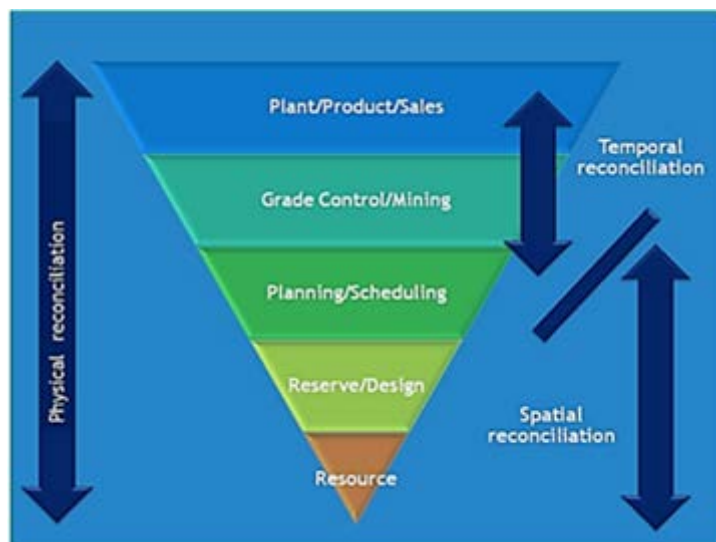 Plant/Product/Sales
Temporal
reconciliation
Grade Control/Mining
Planning/Scheduling
Physical reconciliation
Reserve/Design
Spatial
reconciliation
Resource